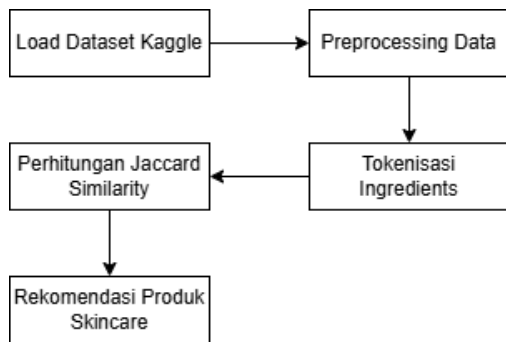 Load Dataset Kaggle
Preprocessing Data
Tokenisasi
Ingredients
Perhitungan Jaccard
Similarity
Rekomendasi Produk
Skincare